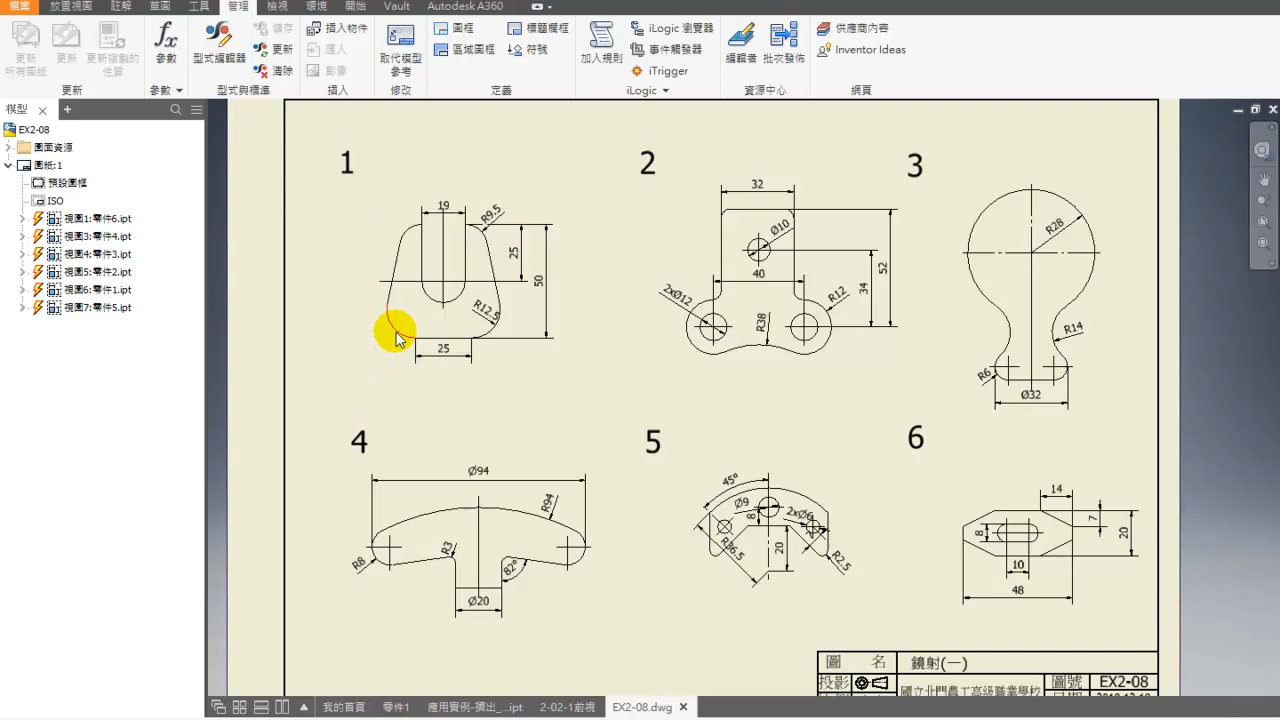 檔案 放置視圖 註解 草圖 工具 管理 檢視 環境 開始 Vault Autodesk A360
更新所有圖紙
更新
更新複製的性質
更新
fx
參數
參數
型式編輯器
儲存
更新
清除
型式與標準
插入物件
匯入
影像
插入
取代模型參考
修改
圖框
區域圖框
標題欄框
符號
定義
加入規則
iLogic 瀏覽器
事件觸發器
iTrigger
iLogic
編輯者
批次發佈
資源中心
供應商內容
Inventor Ideas
網頁
模型
EX2-08
圖面資源
圖紙:1
預設圖框
ISO
視圖1:零件6.ipt
視圖3:零件4.ipt
視圖4:零件3.ipt
視圖5:零件2.ipt
視圖6:零件1.ipt
視圖7:零件5.ipt
1
19
R9.5
25
50
R12.5
25
2
32
Ø10
40
2xØ12
R12
R38
34
52
3
R28
R14
R6
Ø32
4
Ø94
R94
R8
R3
82°
Ø20
5
45°
Ø9
8
2xØ6
R36.5
20
R2.5
6
14
7
8
20
10
48
圖 名 鏡射(一)
投影
國立北門農工高級職業學校
圖號 EX2-08
我的首頁 零件1 應用實例-擠出_...ipt 2-02-1前視 EX2-08.dwg